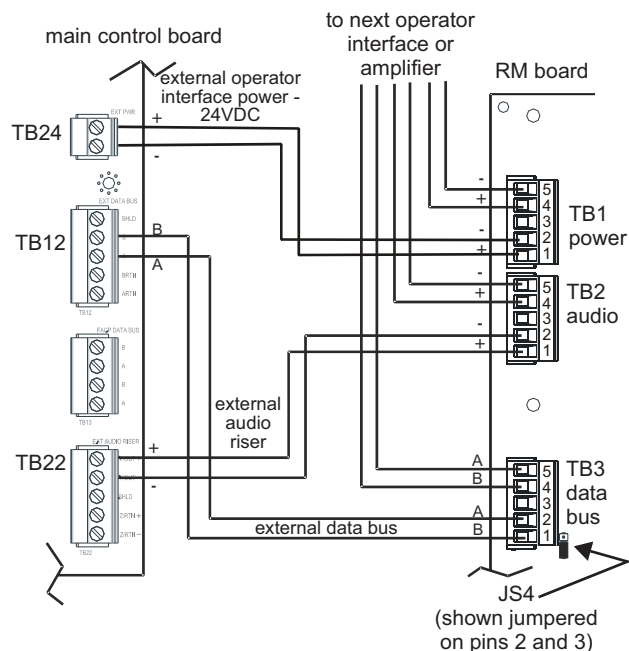 main control board
to next operator
interface or
amplifier
RM board
external operator
interface power -
24VDC
TB24
EXT PWR
+
-
EXT DATA BUS
TB12
SHLD
B
A
BRTN
ARTN
TB12
FACP DATA BUS
B
A
B
A
TB13
EXT AUDIO RISER
TB22
+
-
SHLD
Z/RTN +
Z/RTN –
TB22
external
audio
riser
external data bus
-
+
-
+
5
4
3
2
1
TB1
power
-
+
-
+
5
4
3
2
1
TB2
audio
A
B
A
B
5
4
3
2
1
TB3
data
bus
JS4
(shown jumpered
on pins 2 and 3)